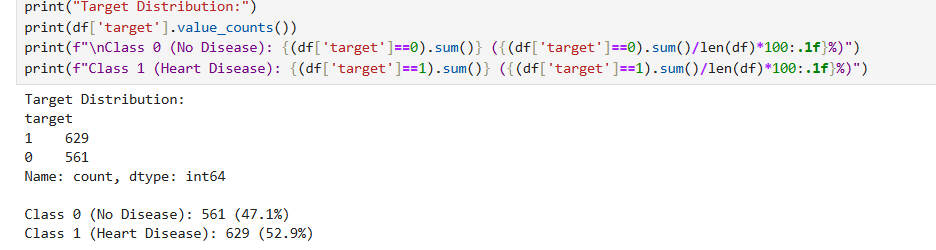 print("Target Distribution:")
print(df['target'].value_counts())
print(f"\nClass 0 (No Disease): {(df['target']==0).sum()} ({(df['target']==0).sum()/len(df)*100:.1f}%)")
print(f"Class 1 (Heart Disease): {(df['target']==1).sum()} ({(df['target']==1).sum()/len(df)*100:.1f}%)")
Target Distribution:
target
1    629
0    561
Name: count, dtype: int64
Class 0 (No Disease): 561 (47.1%)
Class 1 (Heart Disease): 629 (52.9%)